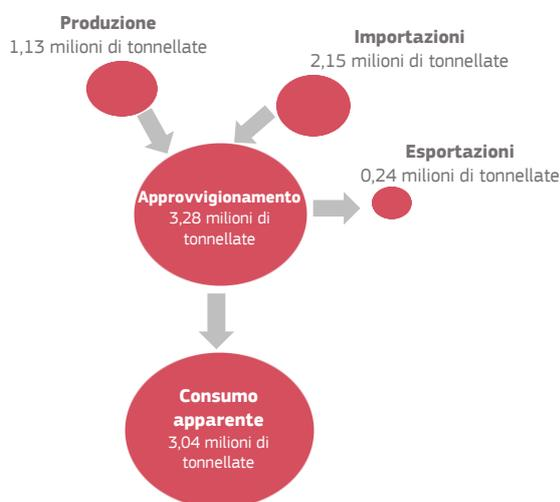 Produzione
1,13 milioni di tonnellate
Importazioni
2,15 milioni di tonnellate
Esportazioni
0,24 milioni di tonnellate
Approvvigionamento
3,28 milioni di
tonnellate
Consumo
apparente
3,04 milioni di
tonnellate